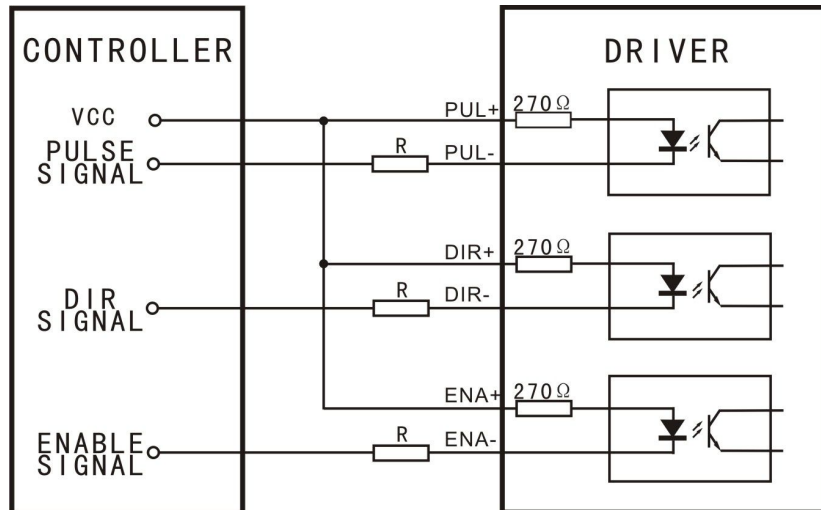 CONTROLLER
DRIVER
VCC
PUL+
270Ω
PULSE
SIGNAL
R
PUL-
DIR+
270Ω
DIR
SIGNAL
R
DIR-
ENA+
270Ω
ENABLE
SIGNAL
R
ENA-